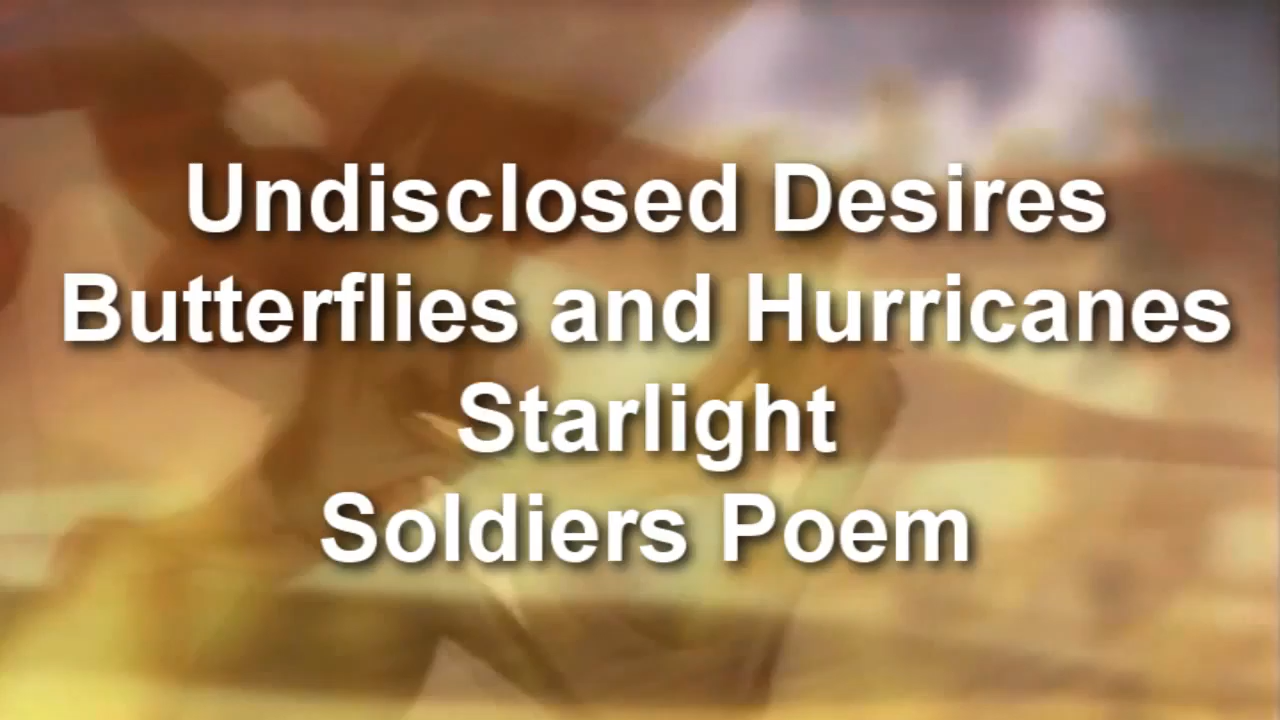 Undisclosed Desires
Butterflies and Hurricanes
Starlight
Soldiers Poem